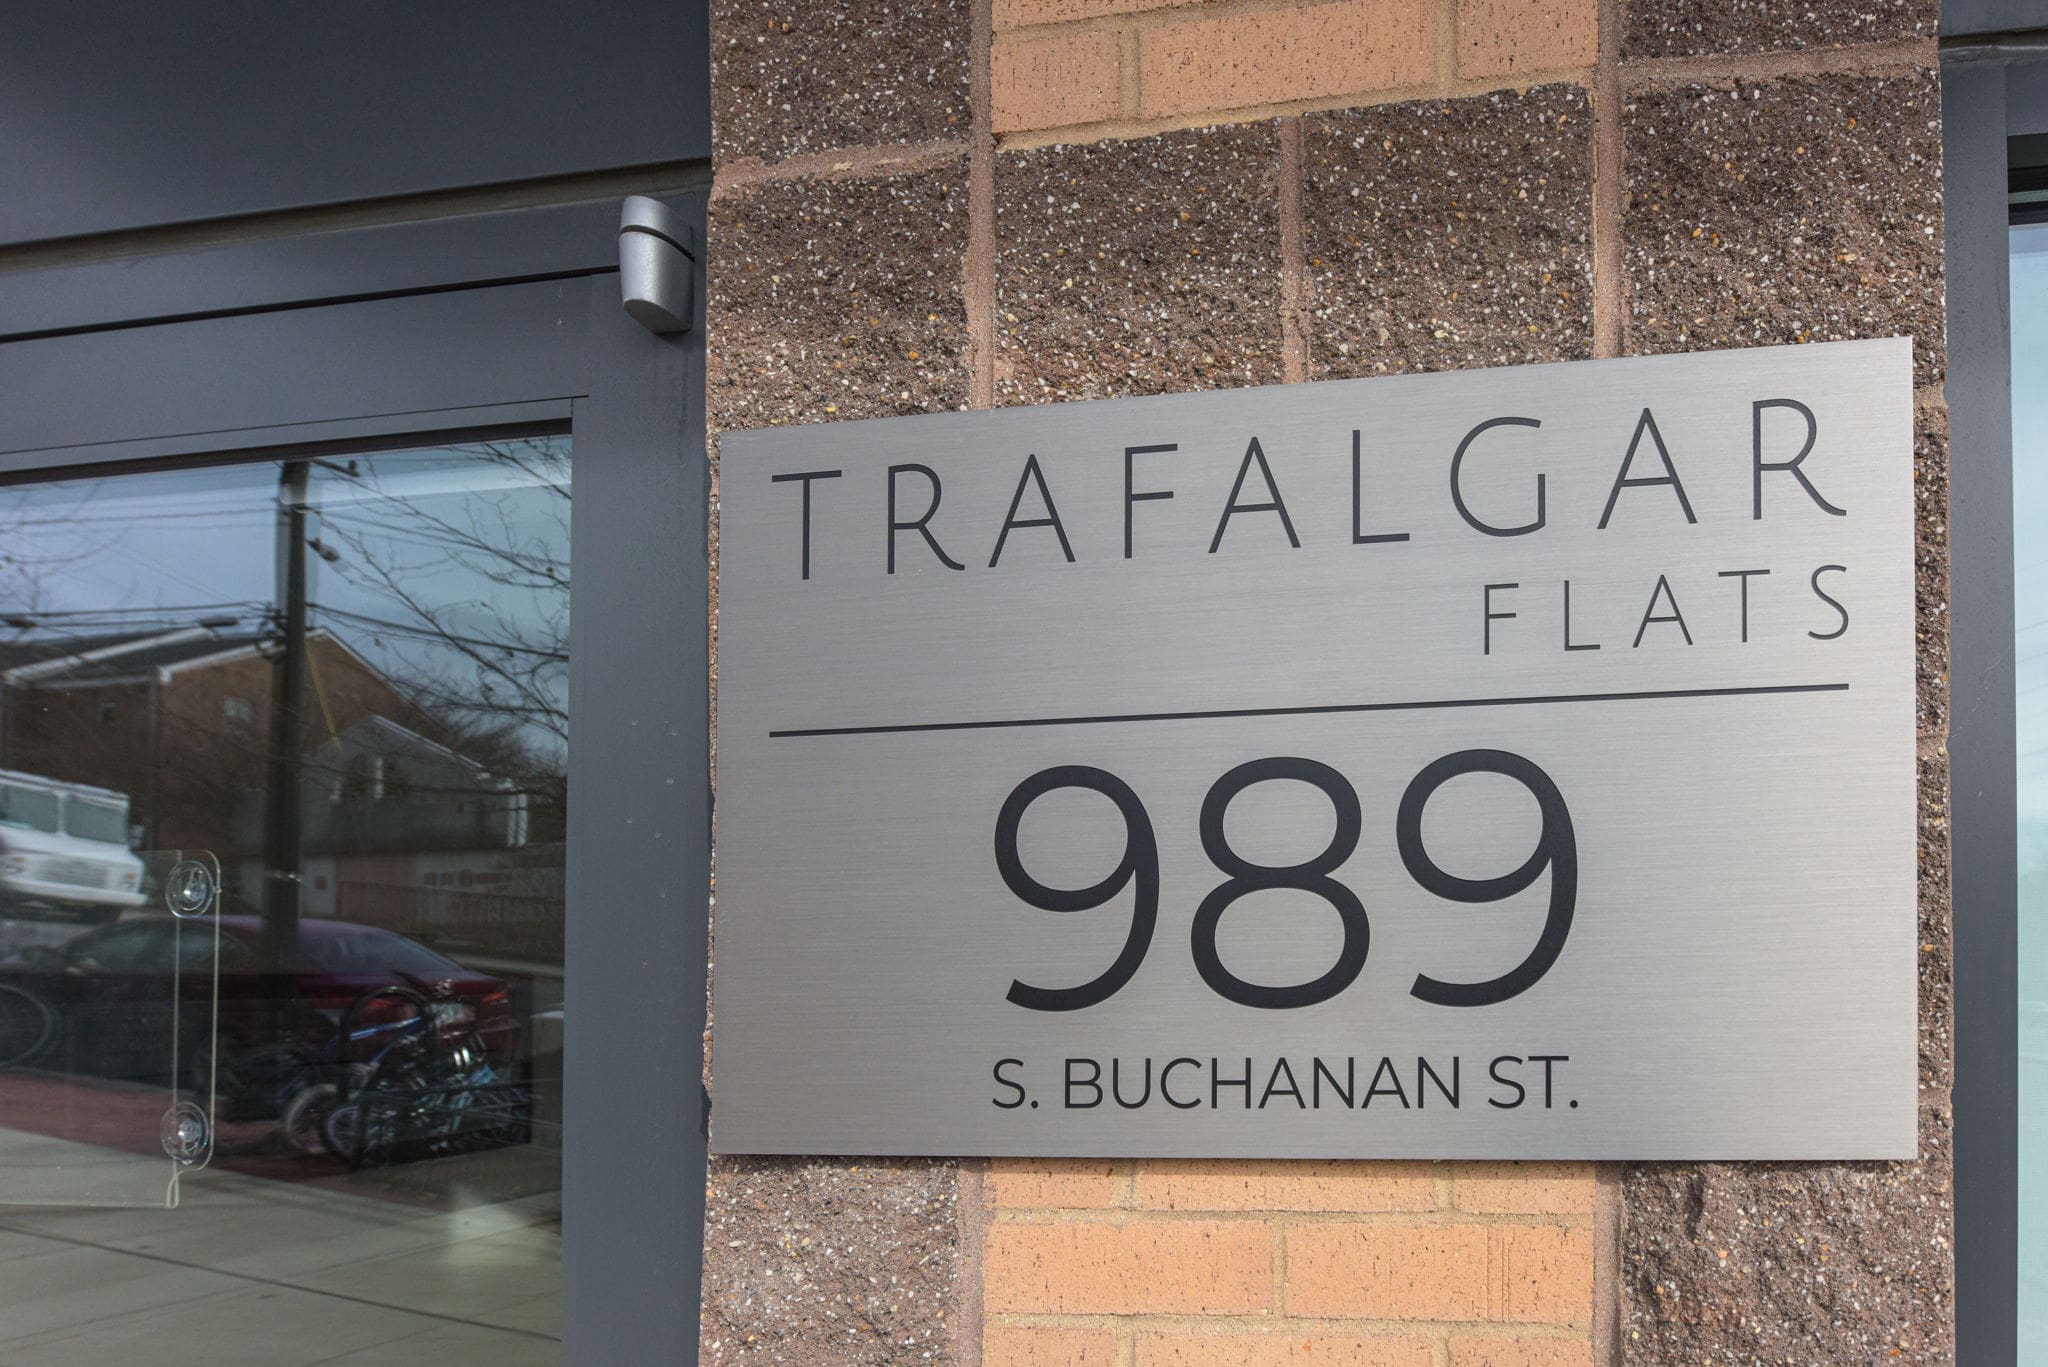 TRAFALGAR
FLATS
989
S. BUCHANAN ST.